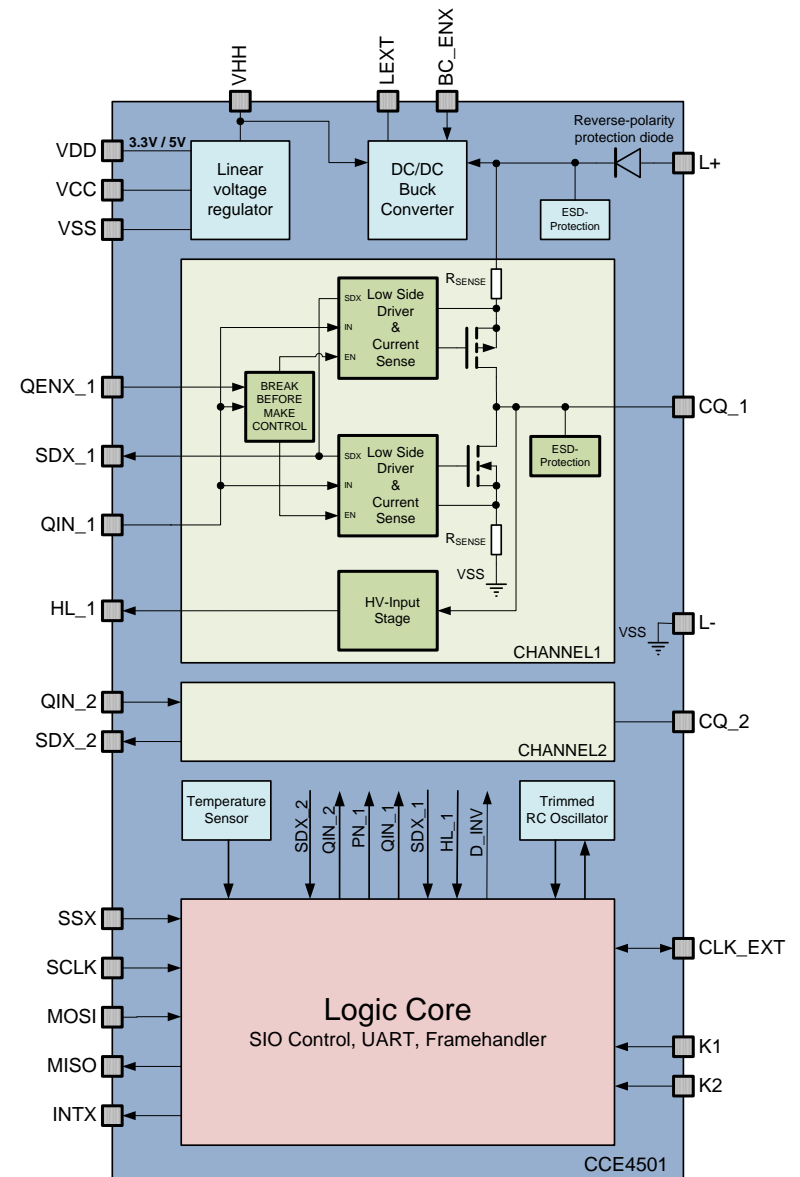 VHH
LEXT
BC_ENX
VDD
3.3V / 5V
VCC
VSS
Linear
voltage
regulator
DC/DC
Buck
Converter
Reverse-polarity
protection diode
L+
ESD-
Protection
RSENSE
SDX
IN
EN
Low Side
Driver
&
Current
Sense
QENX_1
BREAK
BEFORE
MAKE
CONTROL
CQ_1
ESD-
Protection
SDX_1
SDX
IN
EN
Low Side
Driver
&
Current
Sense
QIN_1
RSENSE
VSS
HL_1
HV-Input
Stage
VSS
L-
CHANNEL1
QIN_2
SDX_2
CQ_2
CHANNEL2
Temperature
Sensor
SDX_2
QIN_2
PN_1
QIN_1
SDX_1
HL_1
D_INV
Trimmed
RC Oscillator
SSX
SCLK
MOSI
MISO
INTX
Logic Core
SIO Control, UART, Framehandler
CLK_EXT
K1
K2
CCE4501